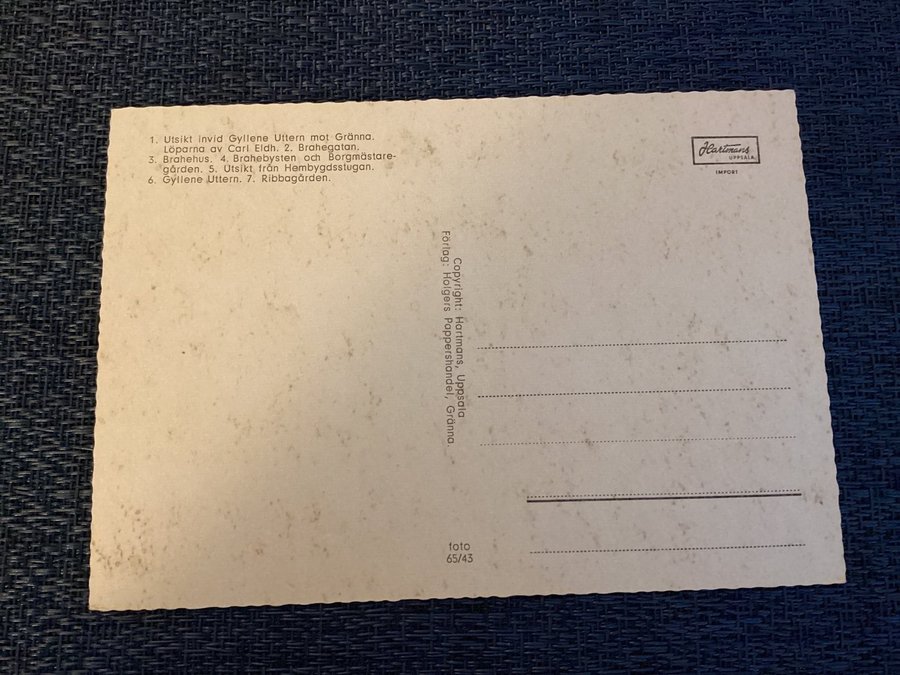 1. Utsikt invid Gyllene Uttern mot Gränna.
Löparna av Carl Eldh. 2. Brahegatan.
3. Brahehus. 4. Brahebysten och Borgmästare-
gården. 5. Utsikt från Hembygdsstugan.
6. Gyllene Uttern. 7. Ribbagården.
Hartmans
UPPSALA
IMPORT
Copyright: Hartmans, Uppsala
Förlag: Holgers Pappershandel, Gränna
foto
65/43